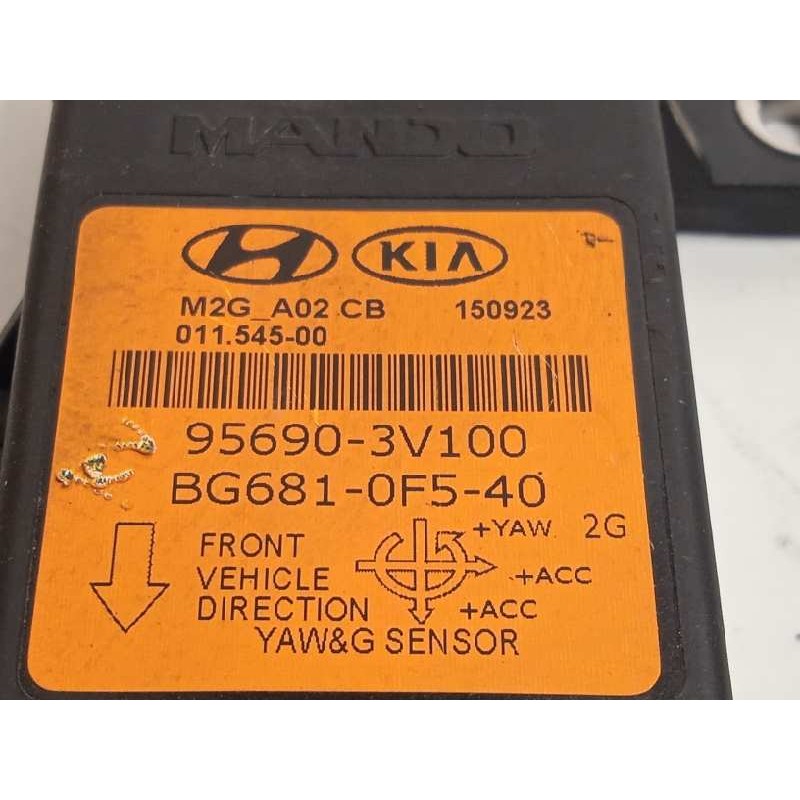 MANDO
KIA
M2G_A02 CB 150923
011.545-00
95690-3V100
BG681-0F5-40
+YAW 2G
FRONT
VEHICLE +ACC
DIRECTION +ACC
YAW&G SENSOR